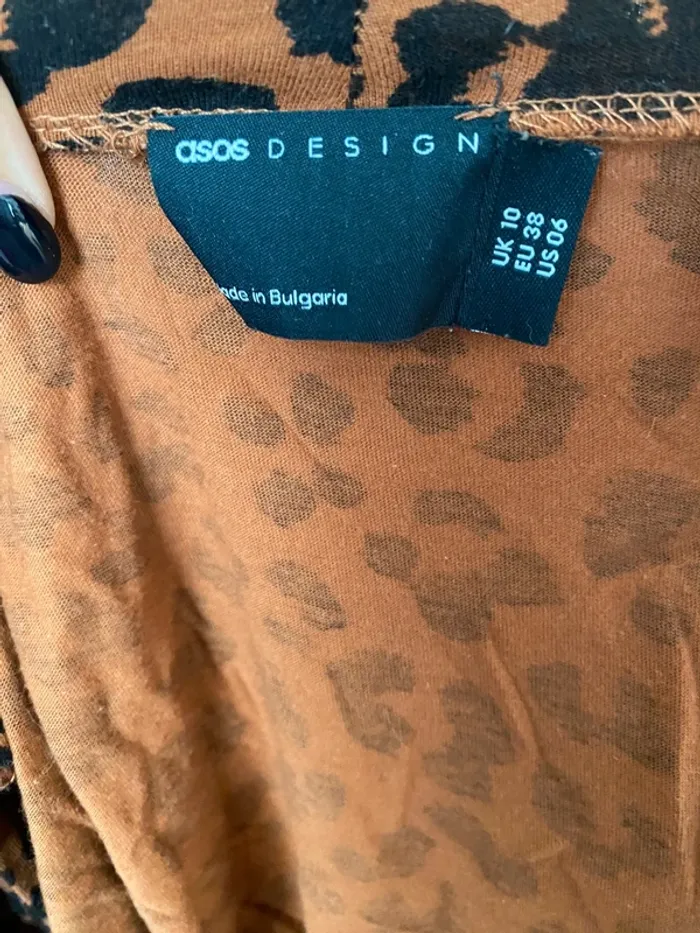 asos DESIGN
ade in Bulgaria
UK 10
EU 38
US 06